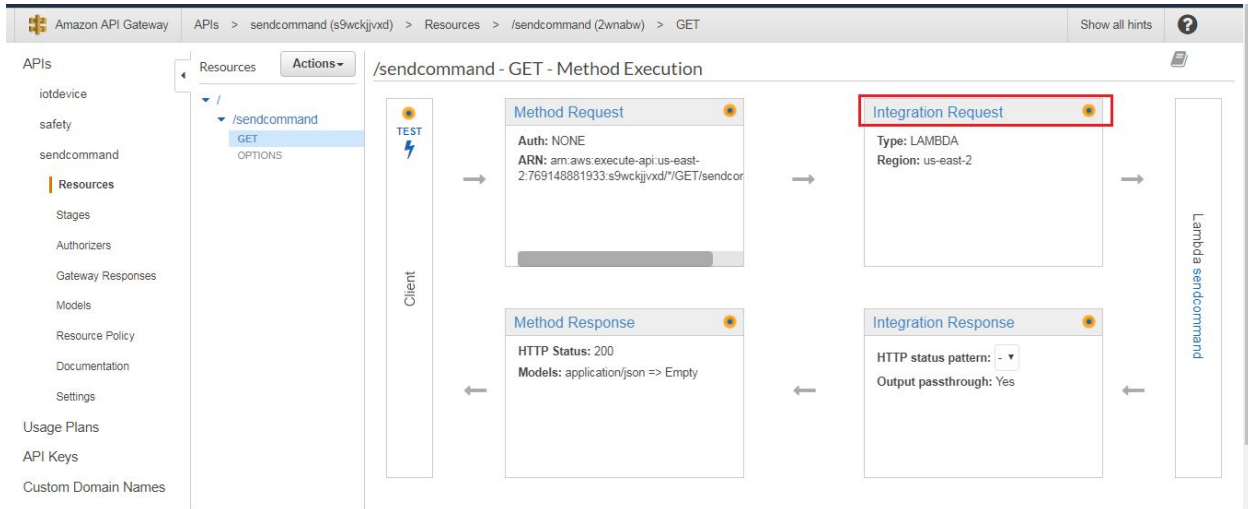 Amazon API Gateway APIs > sendcommand (s9wckjjvxd) > Resources > /sendcommand (2wnabw) > GET Show all hints ?
APIs
iotdevice
safety
sendcommand
Resources
Stages
Authorizers
Gateway Responses
Models
Resource Policy
Documentation
Settings
Usage Plans
API Keys
Custom Domain Names
Resources Actions
/
/sendcommand
GET
OPTIONS
/sendcommand - GET - Method Execution
TEST
Client
Method Request
Auth: NONE
ARN: arn:aws:execute-api:us-east-
2:769148881933:s9wckjjvxd/*/GET/sendcor
Integration Request
Type: LAMBDA
Region: us-east-2
Lambda sendcommand
Method Response
HTTP Status: 200
Models: application/json => Empty
Integration Response
HTTP status pattern: -
Output passthrough: Yes